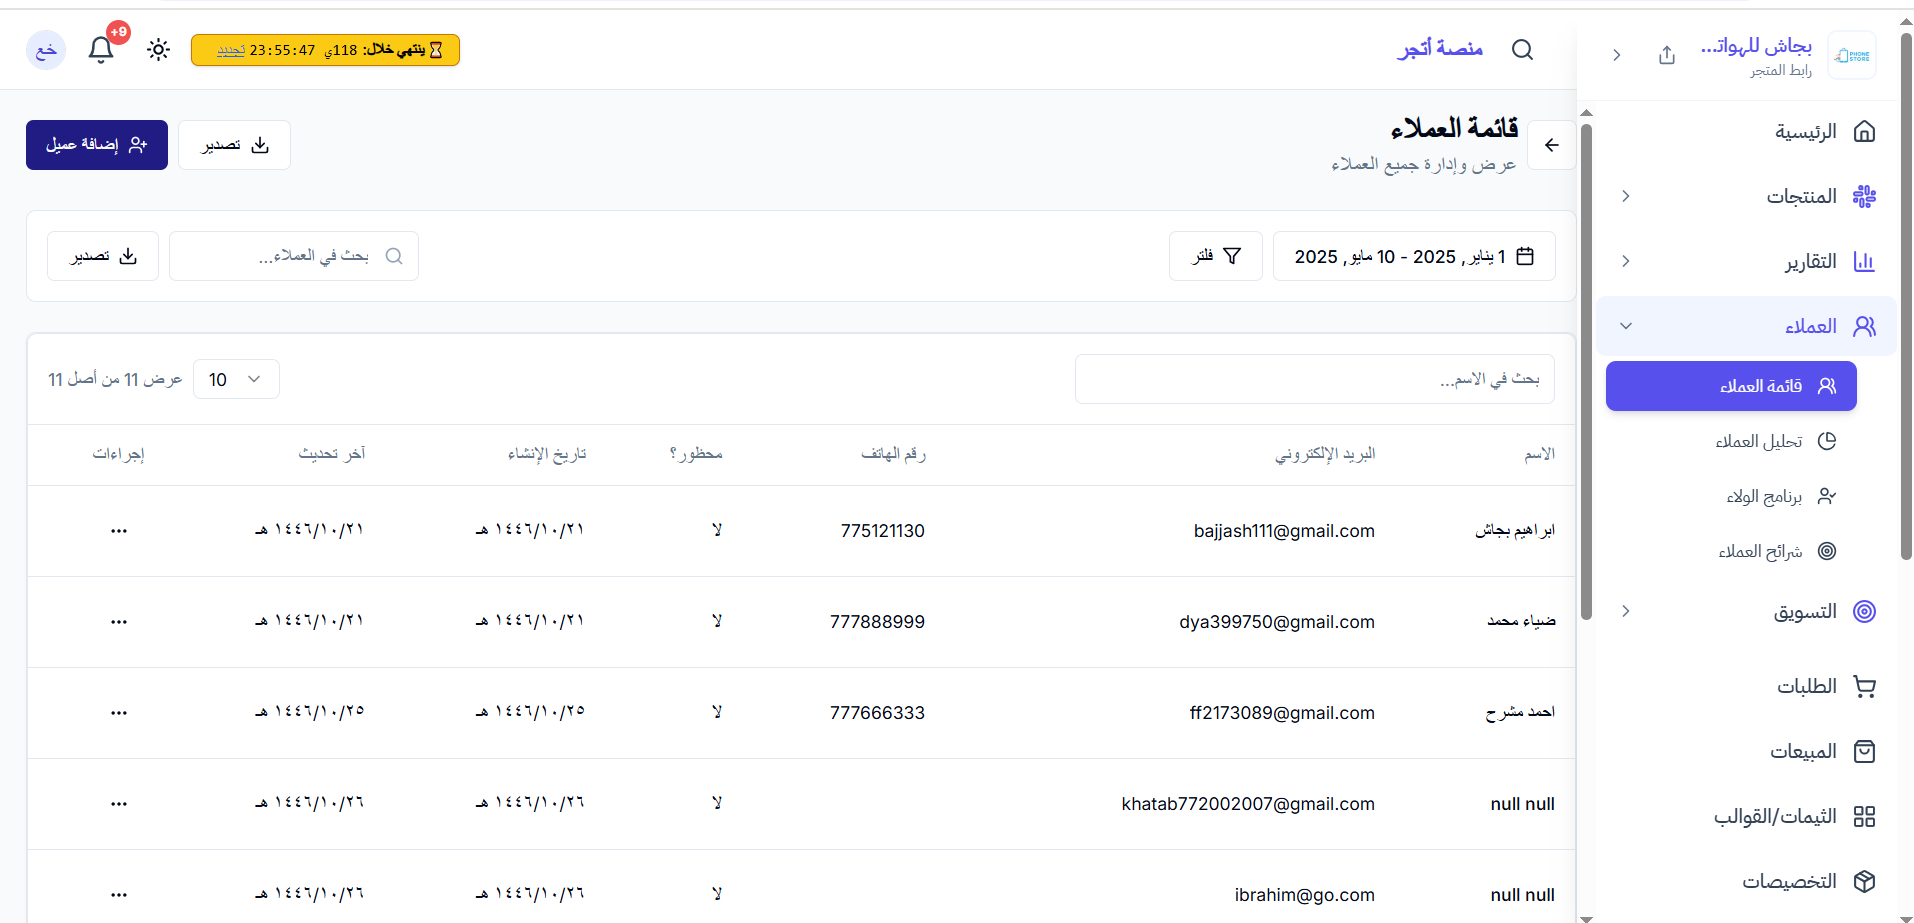 بجاش للهواتـ...
رابط المتجر
PHONE STORE
منصة أتجر
ينتهي خلال: 118ي 23:55:47 تجديد
+9
خع
الرئيسية
المنتجات
التقارير
العملاء
قائمة العملاء
تحليل العملاء
برنامج الولاء
شرائح العملاء
التسويق
الطلبات
المبيعات
الثيمات/القوالب
التخصيصات
قائمة العملاء
عرض وإدارة جميع العملاء
تصدير
إضافة عميل
1 يناير, 2025 - 10 مايو, 2025
فلتر
بحث في العملاء...
تصدير
بحث في الاسم...
10
عرض 11 من أصل 11
الاسم البريد الإلكتروني رقم الهاتف محظور؟ تاريخ الإنشاء آخر تحديث إجراءات
ابراهيم بجاش bajjash111@gmail.com 775121130 لا ١٤٤٦/١٠/٢١ هـ ١٤٤٦/١٠/٢١ هـ ...
ضياء محمد dya399750@gmail.com 777888999 لا ١٤٤٦/١٠/٢١ هـ ١٤٤٦/١٠/٢١ هـ ...
احمد مشرح ff2173089@gmail.com 777666333 لا ١٤٤٦/١٠/٢٥ هـ ١٤٤٦/١٠/٢٥ هـ ...
null null khatab772002007@gmail.com لا ١٤٤٦/١٠/٢٦ هـ ١٤٤٦/١٠/٢٦ هـ ...
null null ibrahim@go.com لا ١٤٤٦/١٠/٢٦ هـ ١٤٤٦/١٠/٢٦ هـ ...